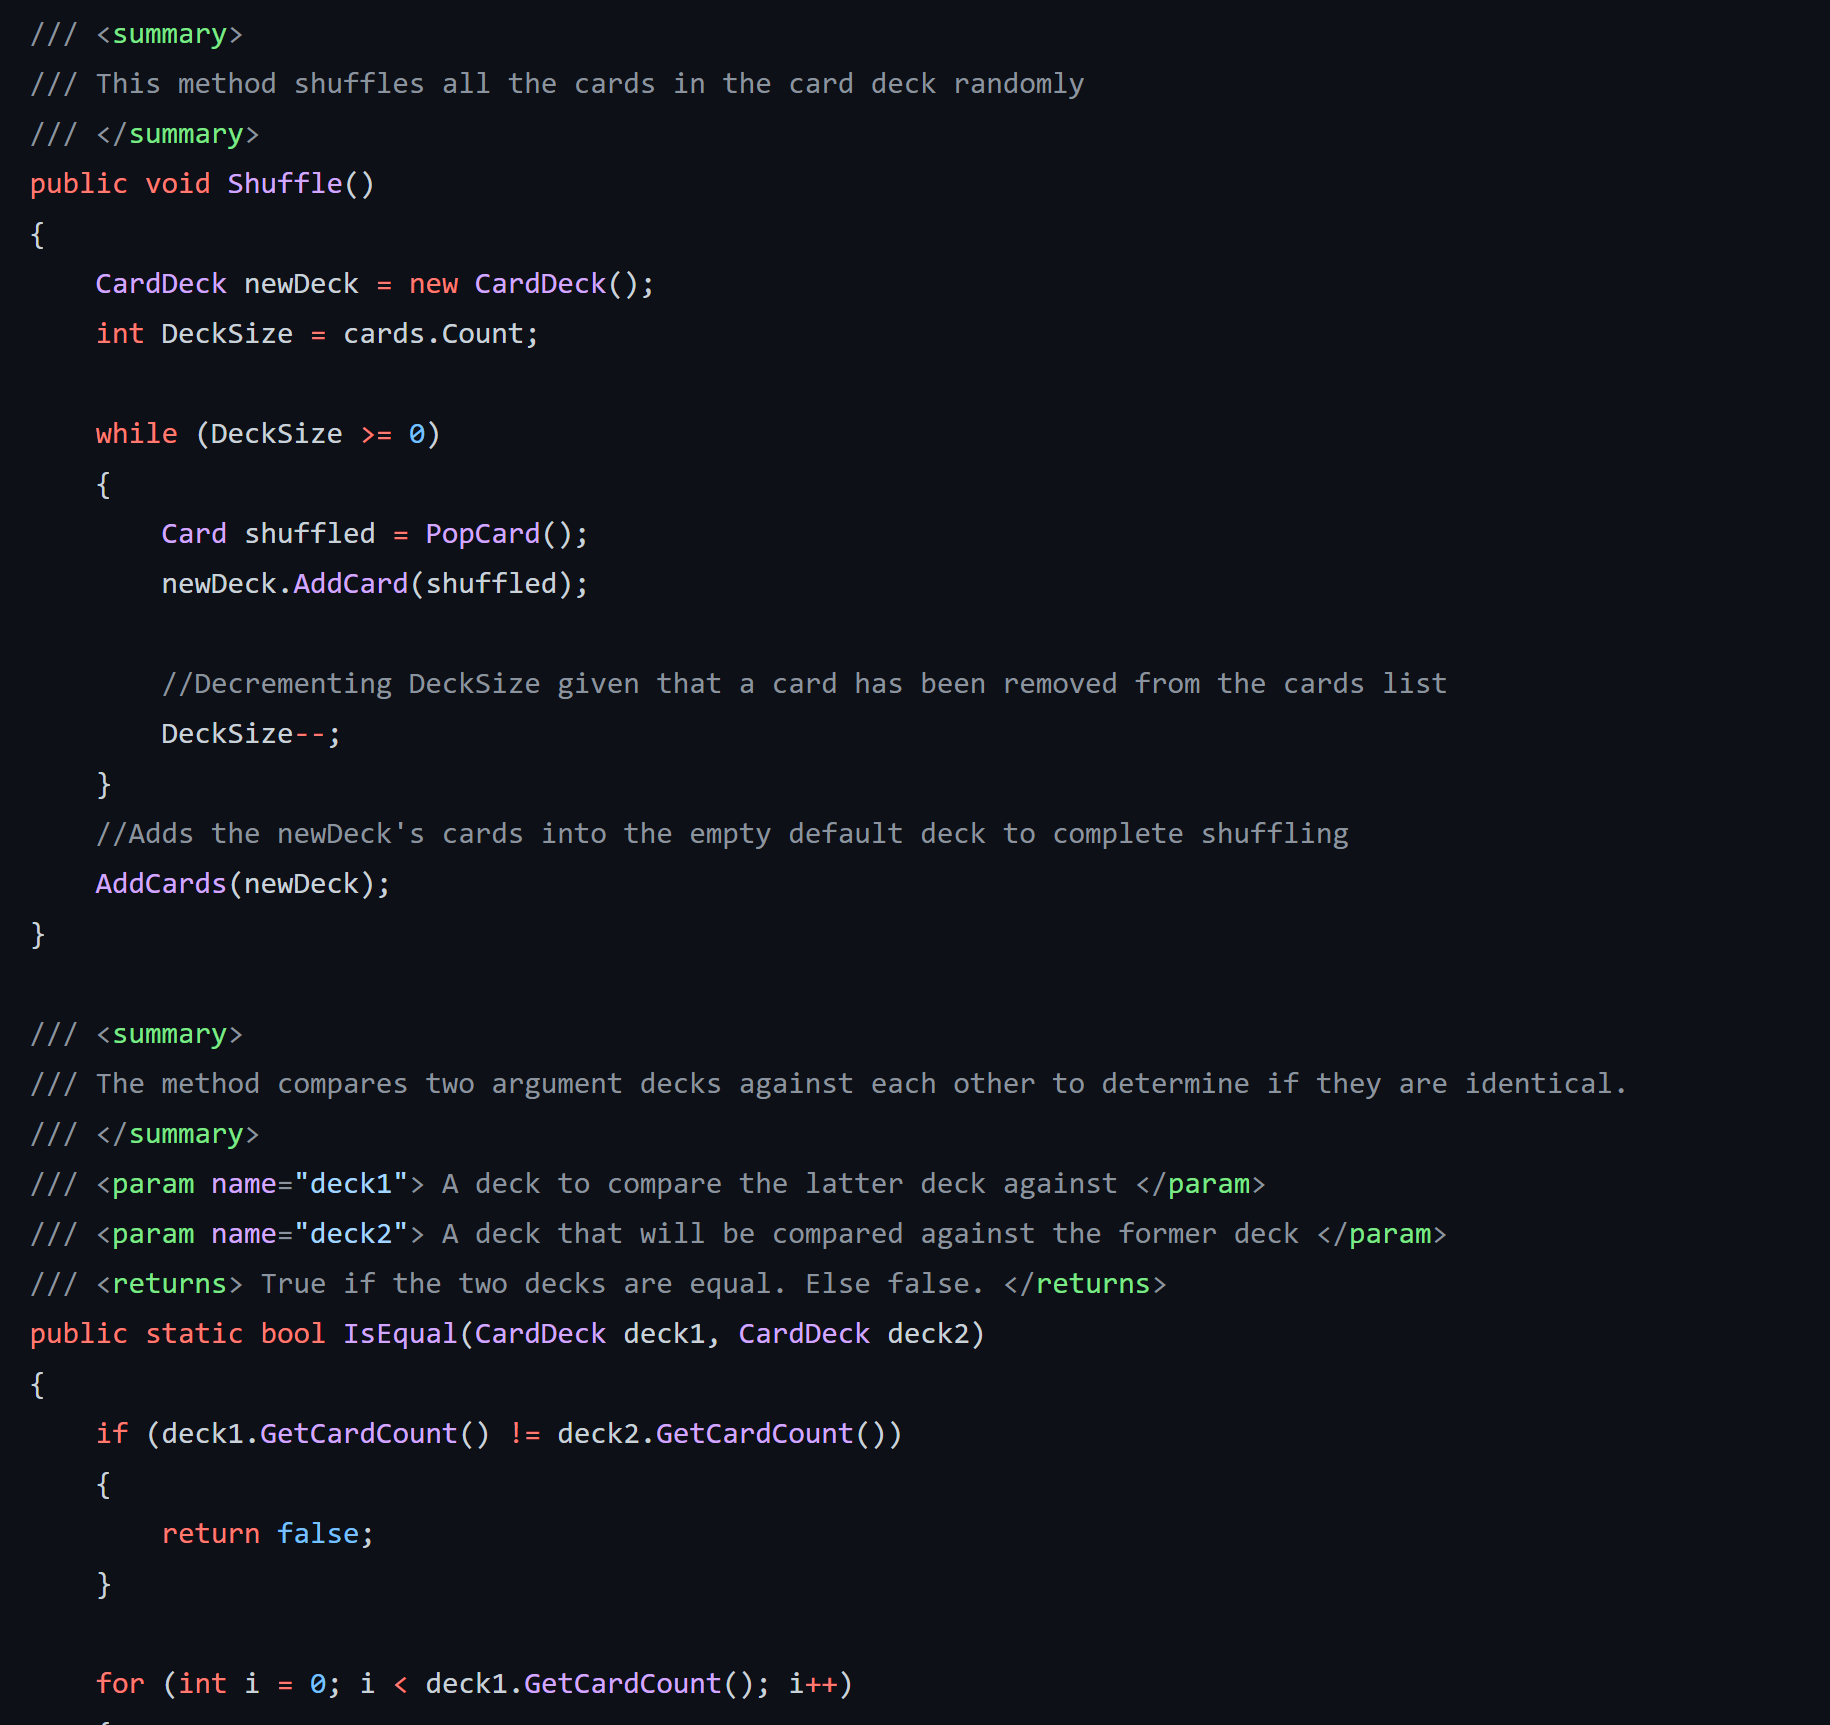 /// <summary>
/// This method shuffles all the cards in the card deck randomly
/// </summary>
public void Shuffle()
{
    CardDeck newDeck = new CardDeck();
    int DeckSize = cards.Count;

    while (DeckSize >= 0)
    {
        Card shuffled = PopCard();
        newDeck.AddCard(shuffled);

        //Decrementing DeckSize given that a card has been removed from the cards list
        DeckSize--;
    }
    //Adds the newDeck's cards into the empty default deck to complete shuffling
    AddCards(newDeck);
}

/// <summary>
/// The method compares two argument decks against each other to determine if they are identical.
/// </summary>
/// <param name="deck1"> A deck to compare the latter deck against </param>
/// <param name="deck2"> A deck that will be compared against the former deck </param>
/// <returns> True if the two decks are equal. Else false. </returns>
public static bool IsEqual(CardDeck deck1, CardDeck deck2)
{
    if (deck1.GetCardCount() != deck2.GetCardCount())
    {
        return false;
    }

    for (int i = 0; i < deck1.GetCardCount(); i++)